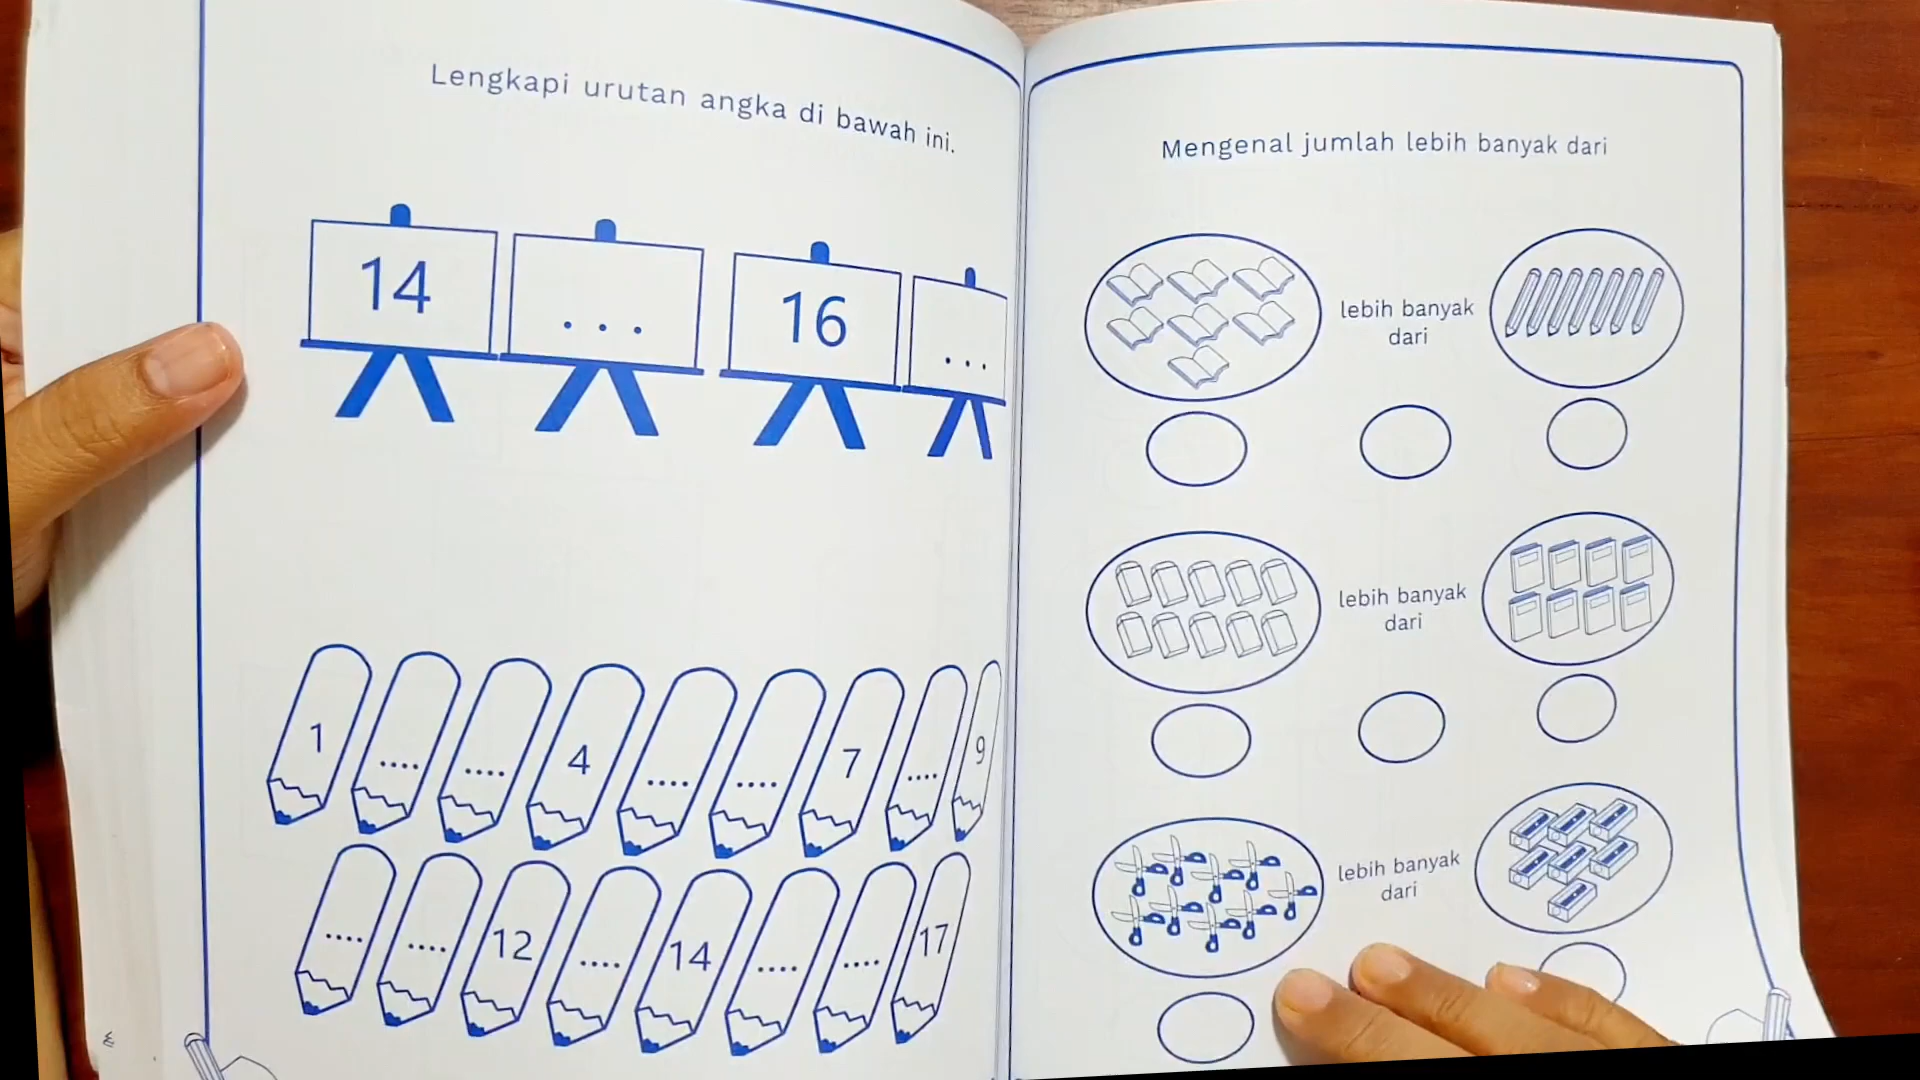 Lengkapi urutan angka di bawah ini.
14 ... 16 ...
1 .... .... 4 .... .... 7 .... 9
.... .... 12 .... 14 .... .... 17
Mengenal jumlah lebih banyak dari
lebih banyak
dari
lebih banyak
dari
lebih banyak
dari